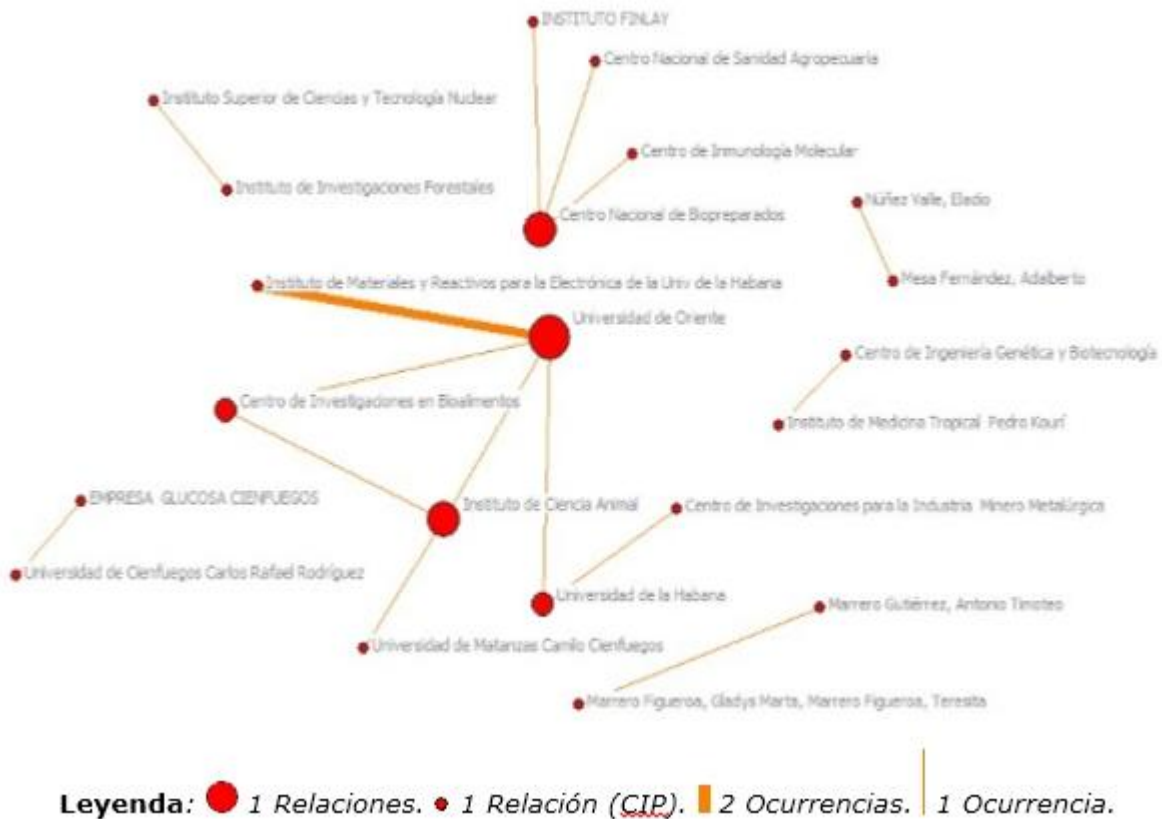 INSTITUTO FINLAY
Centro Nacional de Sanidad Agropecuaria
Instituto Superior de Ciencias y Tecnología Nuclear
Centro de Inmunología Molecular
Instituto de Investigaciones Forestales
Núñez Valle, Eladio
Centro Nacional de Biopreparados
Mesa Fernández, Adalberto
Instituto de Materiales y Reactivos para la Electrónica de la Univ de la Habana
Universidad de Oriente
Centro de Ingeniería Genética y Biotecnología
Centro de Investigaciones en Bioalimentos
Instituto de Medicina Tropical Pedro Kourí
EMPRESA GLUCOSA CIENFUEGOS
Instituto de Ciencia Animal
Centro de Investigaciones para la Industria Minero Metalúrgica
Universidad de Cienfuegos Carlos Rafael Rodríguez
Universidad de la Habana
Marrero Gutiérrez, Antonio Timoteo
Universidad de Matanzas Camilo Cienfuegos
Marrero Figueroa, Gladys Marta, Marrero Figueroa, Teresita
Leyenda: 1 Relaciones. 1 Relación (CIP). 2 Ocurrencias. 1 Ocurrencia.